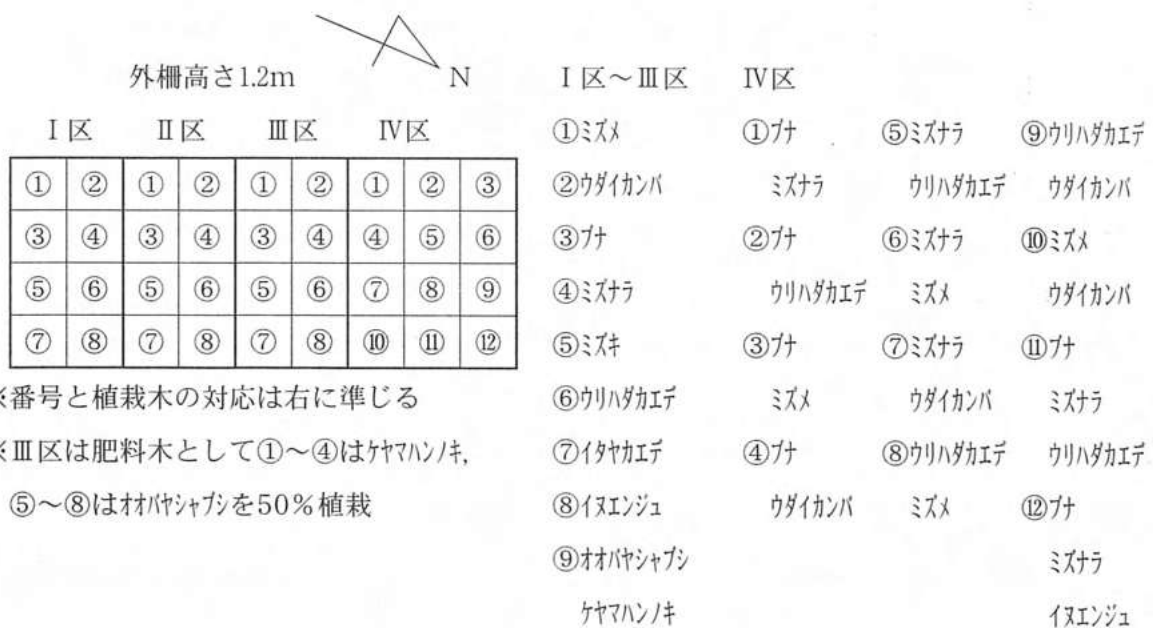 N
外柵高さ1.2m
Ⅰ区 Ⅱ区 Ⅲ区 Ⅳ区
① ② ① ② ① ② ① ② ③
③ ④ ③ ④ ③ ④ ④ ⑤ ⑥
⑤ ⑥ ⑤ ⑥ ⑤ ⑥ ⑦ ⑧ ⑨
⑦ ⑧ ⑦ ⑧ ⑦ ⑧ ⑩ ⑪ ⑫
※番号と植栽木の対応は右に準じる
※Ⅲ区は肥料木として①～④はケヤマハンノキ,
⑤～⑧はオオバヤシャブシを50%植栽
Ⅰ区～Ⅲ区
①ミズメ
②ウダイカンバ
③ブナ
④ミズナラ
⑤ミズキ
⑥ウリハダカエデ
⑦イタヤカエデ
⑧イヌエンジュ
⑨オオバヤシャブシ
ケヤマハンノキ
Ⅳ区
①ブナ
ミズナラ
②ブナ
ウリハダカエデ
③ブナ
ミズメ
④ブナ
ウダイカンバ
⑤ミズナラ
ウリハダカエデ
⑥ミズナラ
ミズメ
⑦ミズナラ
ウダイカンバ
⑧ウリハダカエデ
ミズメ
⑨ウリハダカエデ
ウダイカンバ
⑩ミズメ
ウダイカンバ
⑪ブナ
ミズナラ
ウリハダカエデ
⑫ブナ
ミズナラ
イヌエンジュ